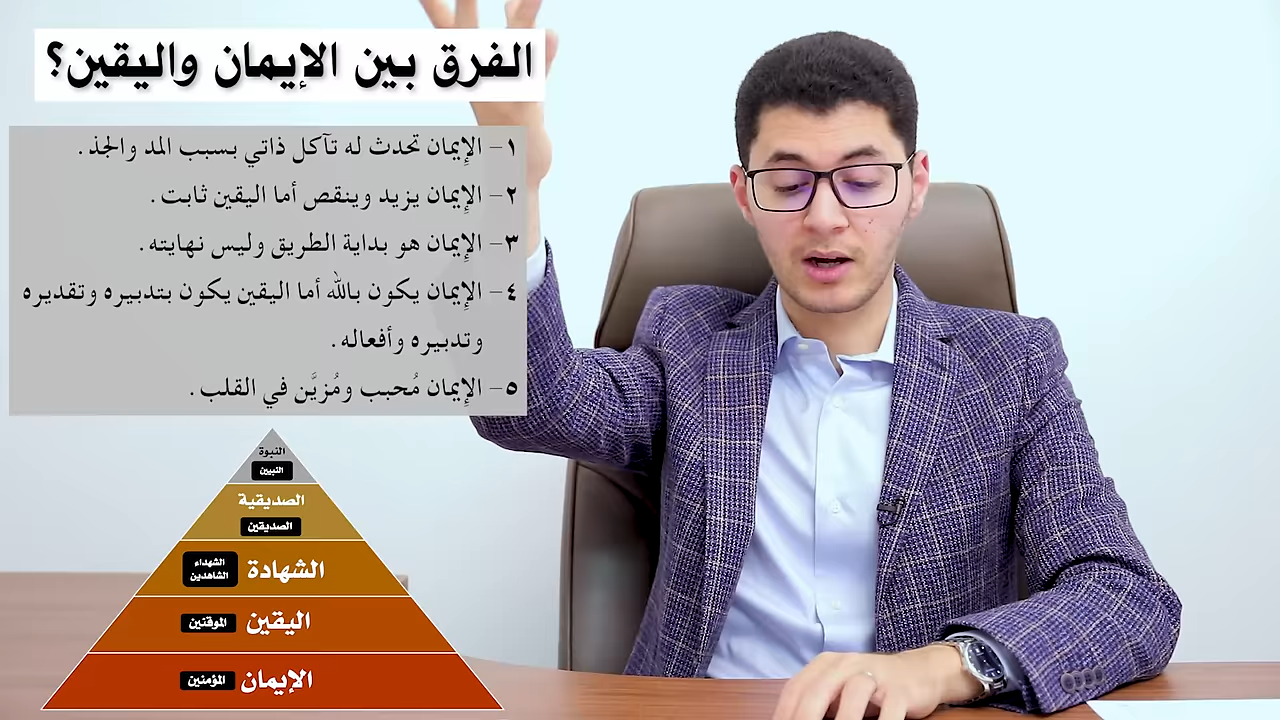 الفرق بين الإيمان واليقين؟
١- الإيمان تحدث له تآكل ذاتي بسبب المد والجذ.
٢- الإيمان يزيد وينقص أما اليقين ثابت.
٣- الإيمان هو بداية الطريق وليس نهايته.
٤- الإيمان يكون بالله أما اليقين يكون بتدبيره وتقديره
وتدبيره وأفعاله.
٥- الإيمان مُحبب ومُزيَّن في القلب.
النبوة
النبيين
الصديقية
الصديقين
الشهادة
الشهداء
الشاهدين
اليقين
الموقنين
الإيمان
المؤمنين